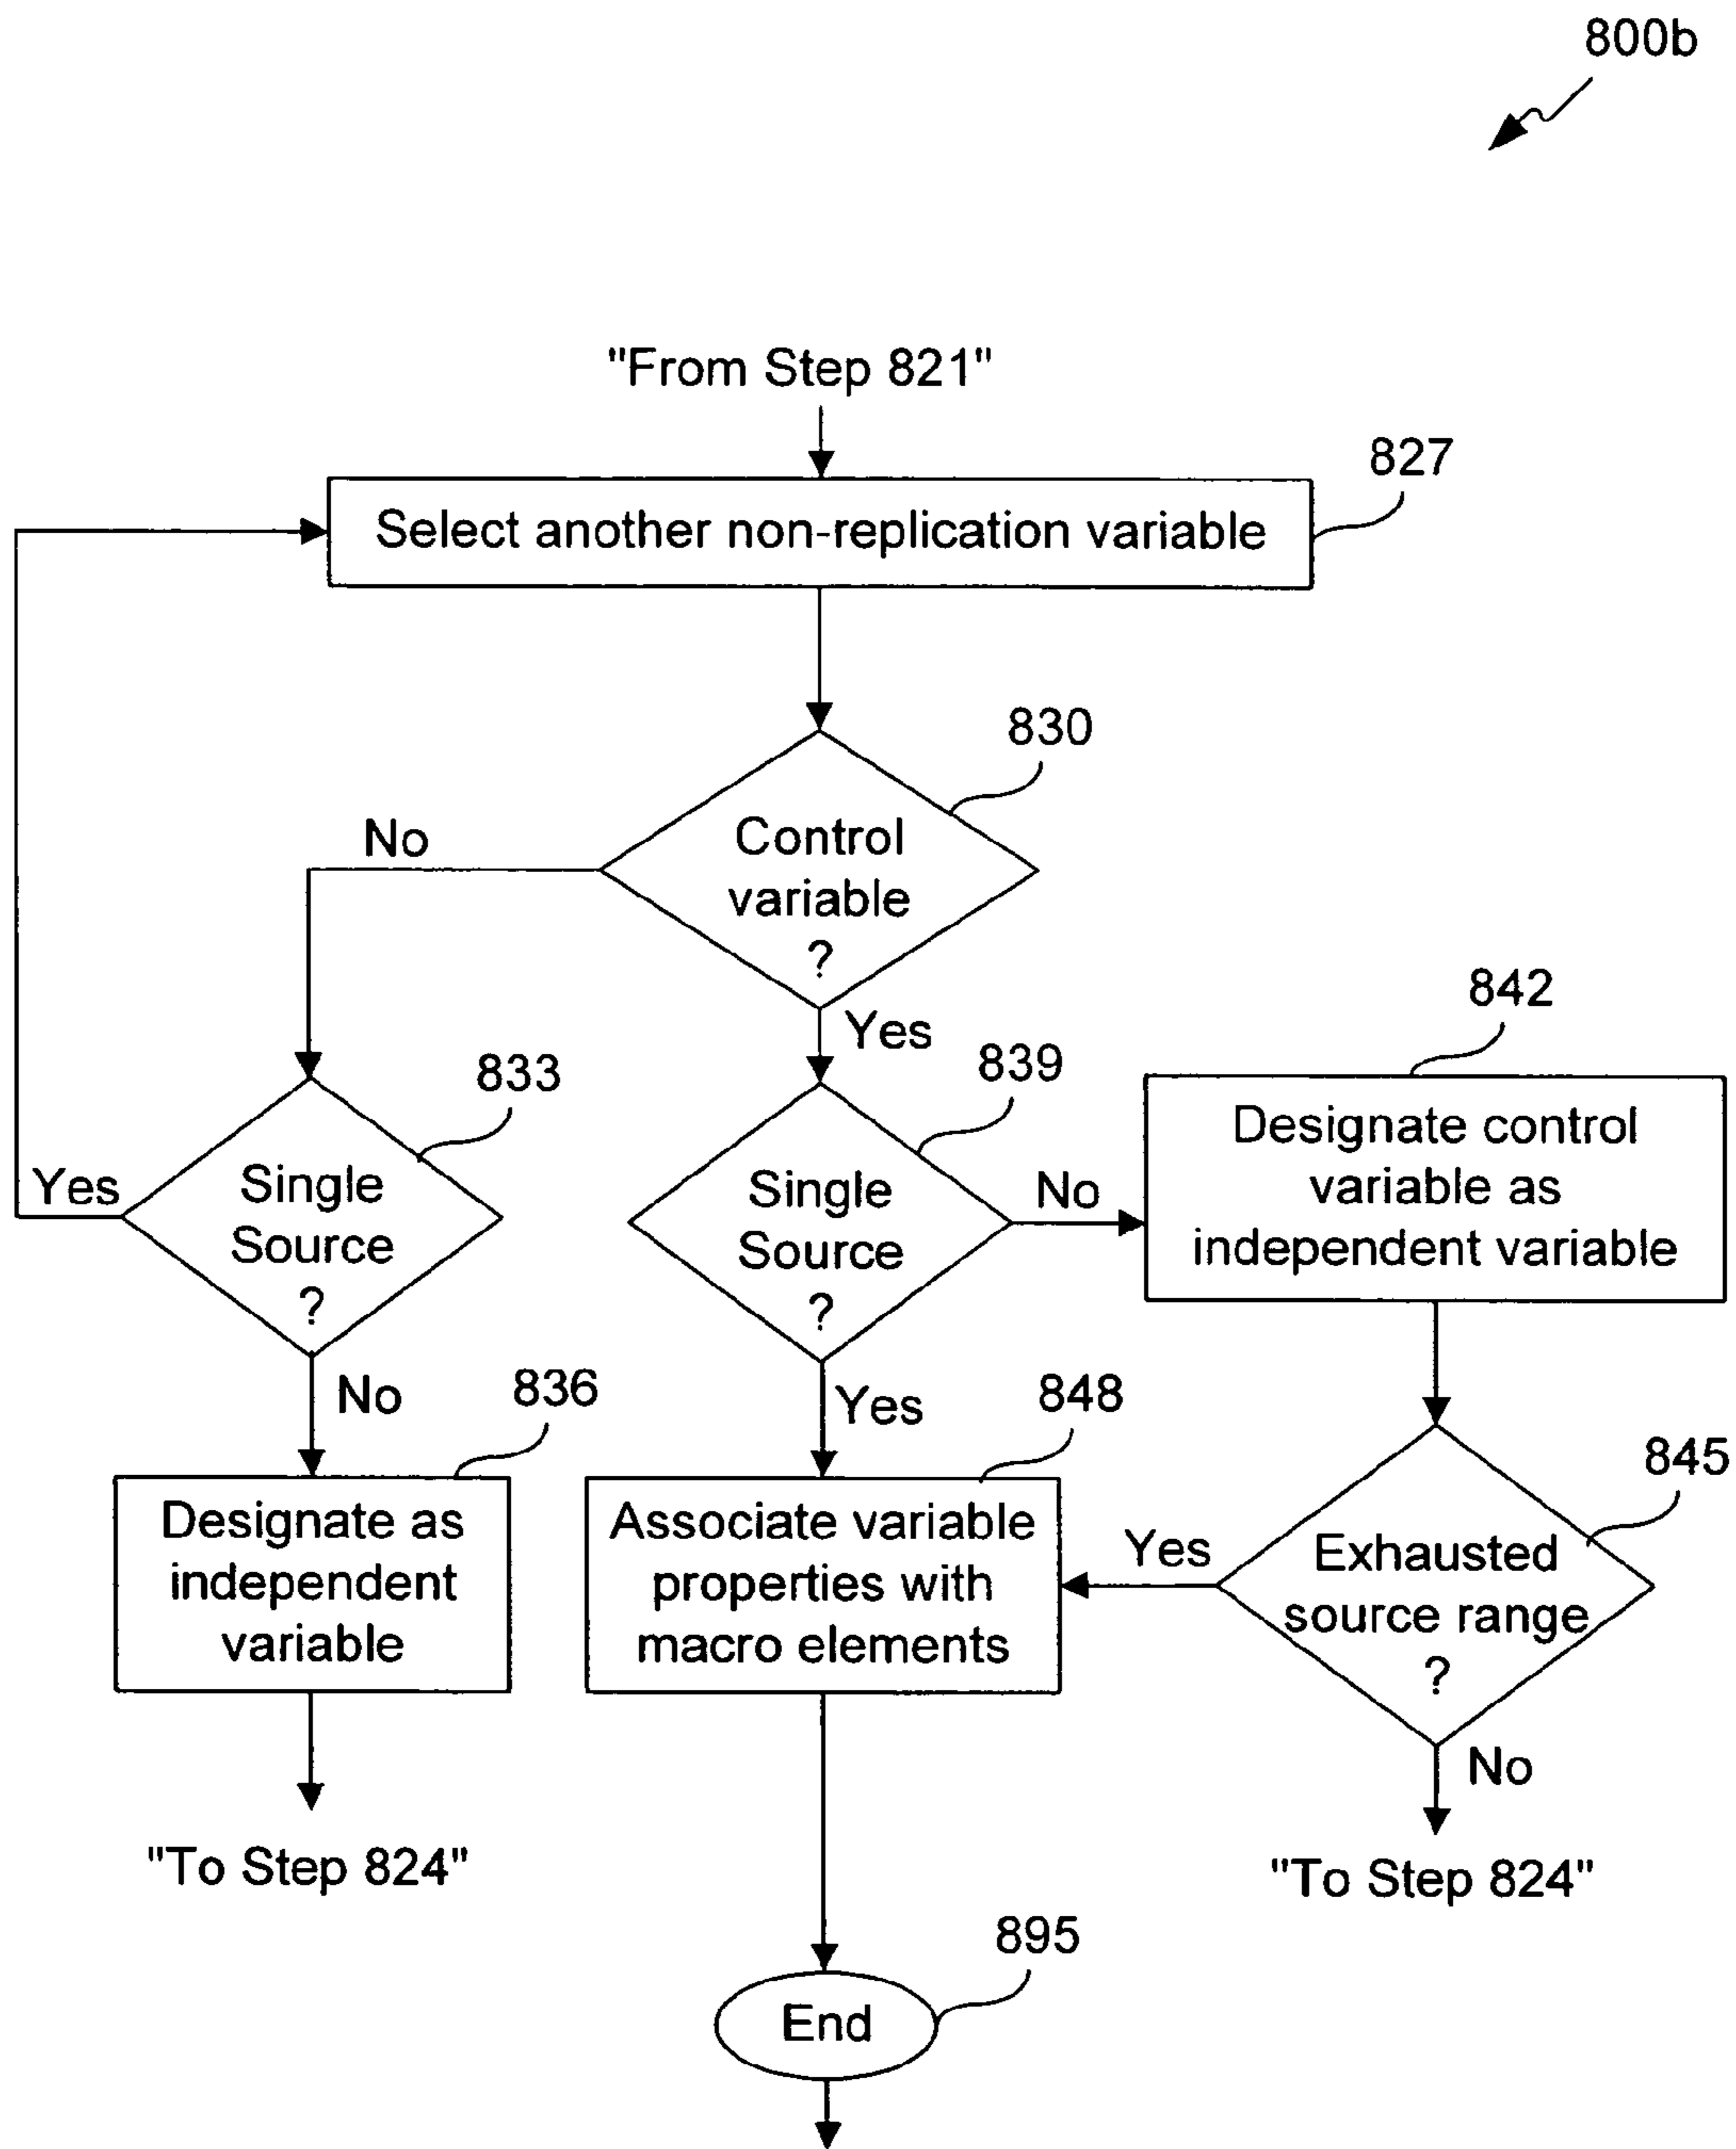 800b
"From Step 821"
827
Select another non-replication variable
830
No
Control
variable
?
Yes
842
833
839
Designate control
variable as
independent variable
Yes
Single
Source
?
Single
Source
?
No
No
836
Yes
848
845
Designate as
independent
variable
Associate variable
properties with
macro elements
Yes
Exhausted
source range
?
No
"To Step 824"
"To Step 824"
895
End